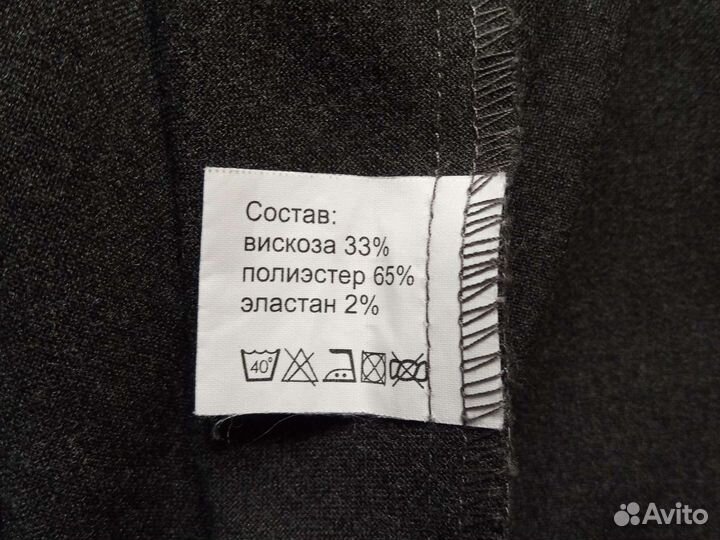 Состав:
вискоза 33%
полиэстер 65%
эластан 2%
40°
Avito